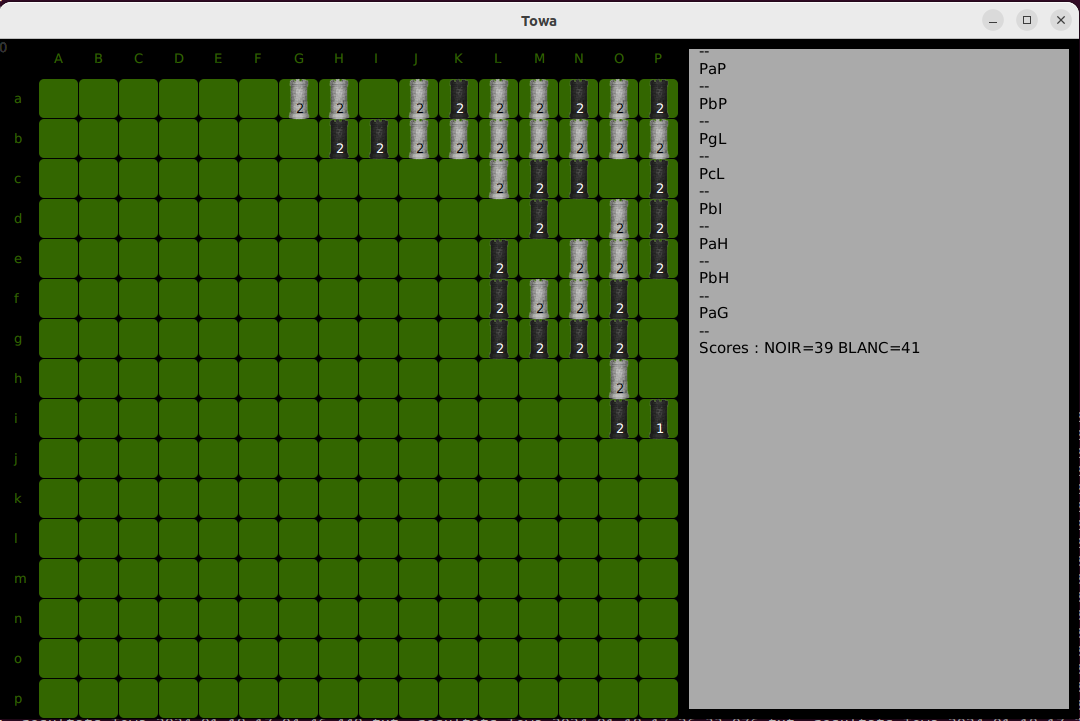 Towa
0
A B C D E F G H I J K L M N O P
a 2 2 2 2 2 2 2 2 2
b 2 2 2 2 2 2 2 2 2
c 2 2 2 2
d 2 2 2
e 2 2 2 2
f 2 2 2 2
g 2 2 2 2
h 2
i 2 1
j
k
l
m
n
o
p
--
PaP
--
PbP
--
PgL
--
PcL
--
PbI
--
PaH
--
PbH
--
PaG
--
Scores : NOIR=39 BLANC=41